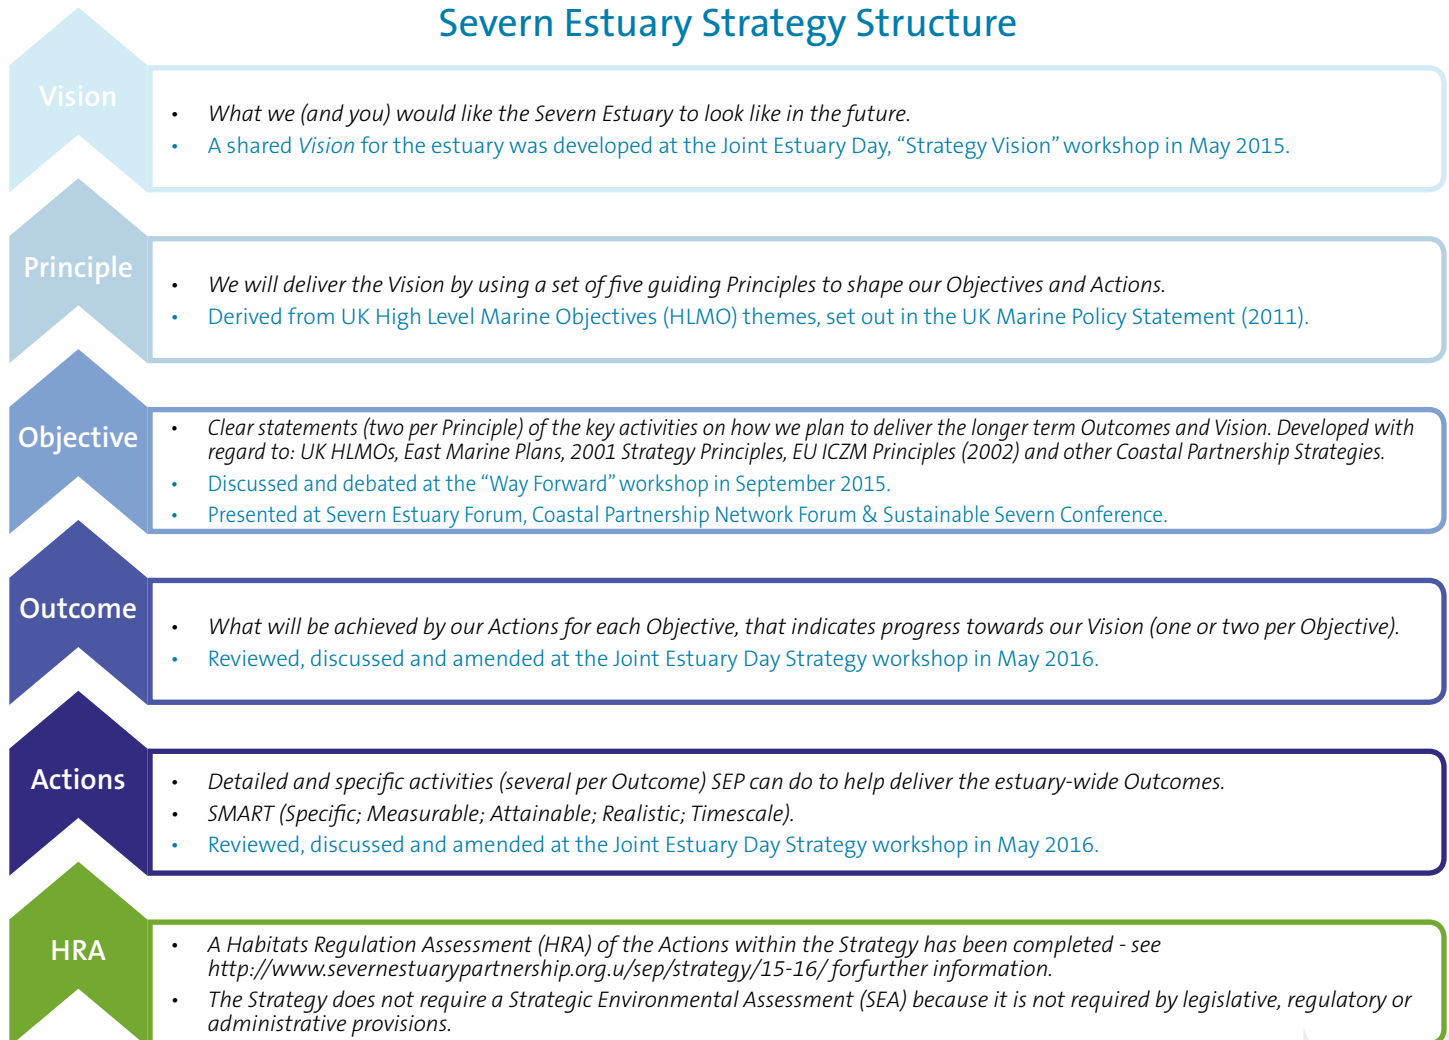 Severn Estuary Strategy Structure
Vision
• What we (and you) would like the Severn Estuary to look like in the future.
• A shared Vision for the estuary was developed at the Joint Estuary Day, “Strategy Vision” workshop in May 2015.
Principle
• We will deliver the Vision by using a set of five guiding Principles to shape our Objectives and Actions.
• Derived from UK High Level Marine Objectives (HLMO) themes, set out in the UK Marine Policy Statement (2011).
Objective
• Clear statements (two per Principle) of the key activities on how we plan to deliver the longer term Outcomes and Vision. Developed with
regard to: UK HLMOs, East Marine Plans, 2001 Strategy Principles, EU ICZM Principles (2002) and other Coastal Partnership Strategies.
• Discussed and debated at the “Way Forward” workshop in September 2015.
• Presented at Severn Estuary Forum, Coastal Partnership Network Forum & Sustainable Severn Conference.
Outcome
• What will be achieved by our Actions for each Objective, that indicates progress towards our Vision (one or two per Objective).
• Reviewed, discussed and amended at the Joint Estuary Day Strategy workshop in May 2016.
Actions
• Detailed and specific activities (several per Outcome) SEP can do to help deliver the estuary-wide Outcomes.
• SMART (Specific; Measurable; Attainable; Realistic; Timescale).
• Reviewed, discussed and amended at the Joint Estuary Day Strategy workshop in May 2016.
HRA
• A Habitats Regulation Assessment (HRA) of the Actions within the Strategy has been completed - see
http://www.severnestuarypartnership.org.u/sep/strategy/15-16/ forfurther information.
• The Strategy does not require a Strategic Environmental Assessment (SEA) because it is not required by legislative, regulatory or
administrative provisions.